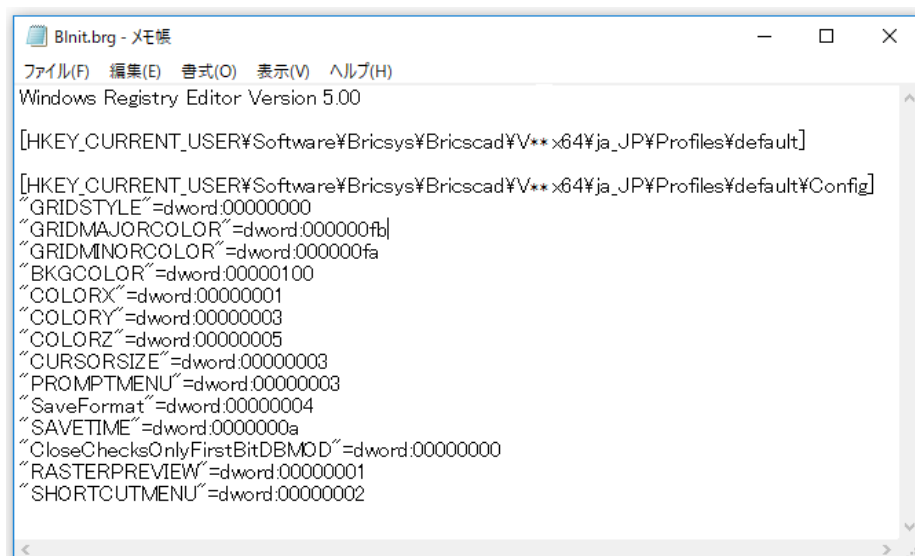 BInit.brg - メモ帳
ファイル(F) 編集(E) 書式(O) 表示(V) ヘルプ(H)
Windows Registry Editor Version 5.00
[HKEY_CURRENT_USER¥Software¥Bricsys¥Bricscad¥V**x64¥ja_JP¥Profiles¥default]
[HKEY_CURRENT_USER¥Software¥Bricsys¥Bricscad¥V**x64¥ja_JP¥Profiles¥default¥Config]
"GRIDSTYLE"=dword:00000000
"GRIDMAJORCOLOR"=dword:000000fb
"GRIDMINORCOLOR"=dword:000000fa
"BKGCOLOR"=dword:00000100
"COLORX"=dword:00000001
"COLORY"=dword:00000003
"COLORZ"=dword:00000005
"CURSORSIZE"=dword:00000003
"PROMPTMENU"=dword:00000003
"SaveFormat"=dword:00000004
"SAVETIME"=dword:0000000a
"CloseChecksOnlyFirstBitDBMOD"=dword:00000000
"RASTERPREVIEW"=dword:00000001
"SHORTCUTMENU"=dword:00000002